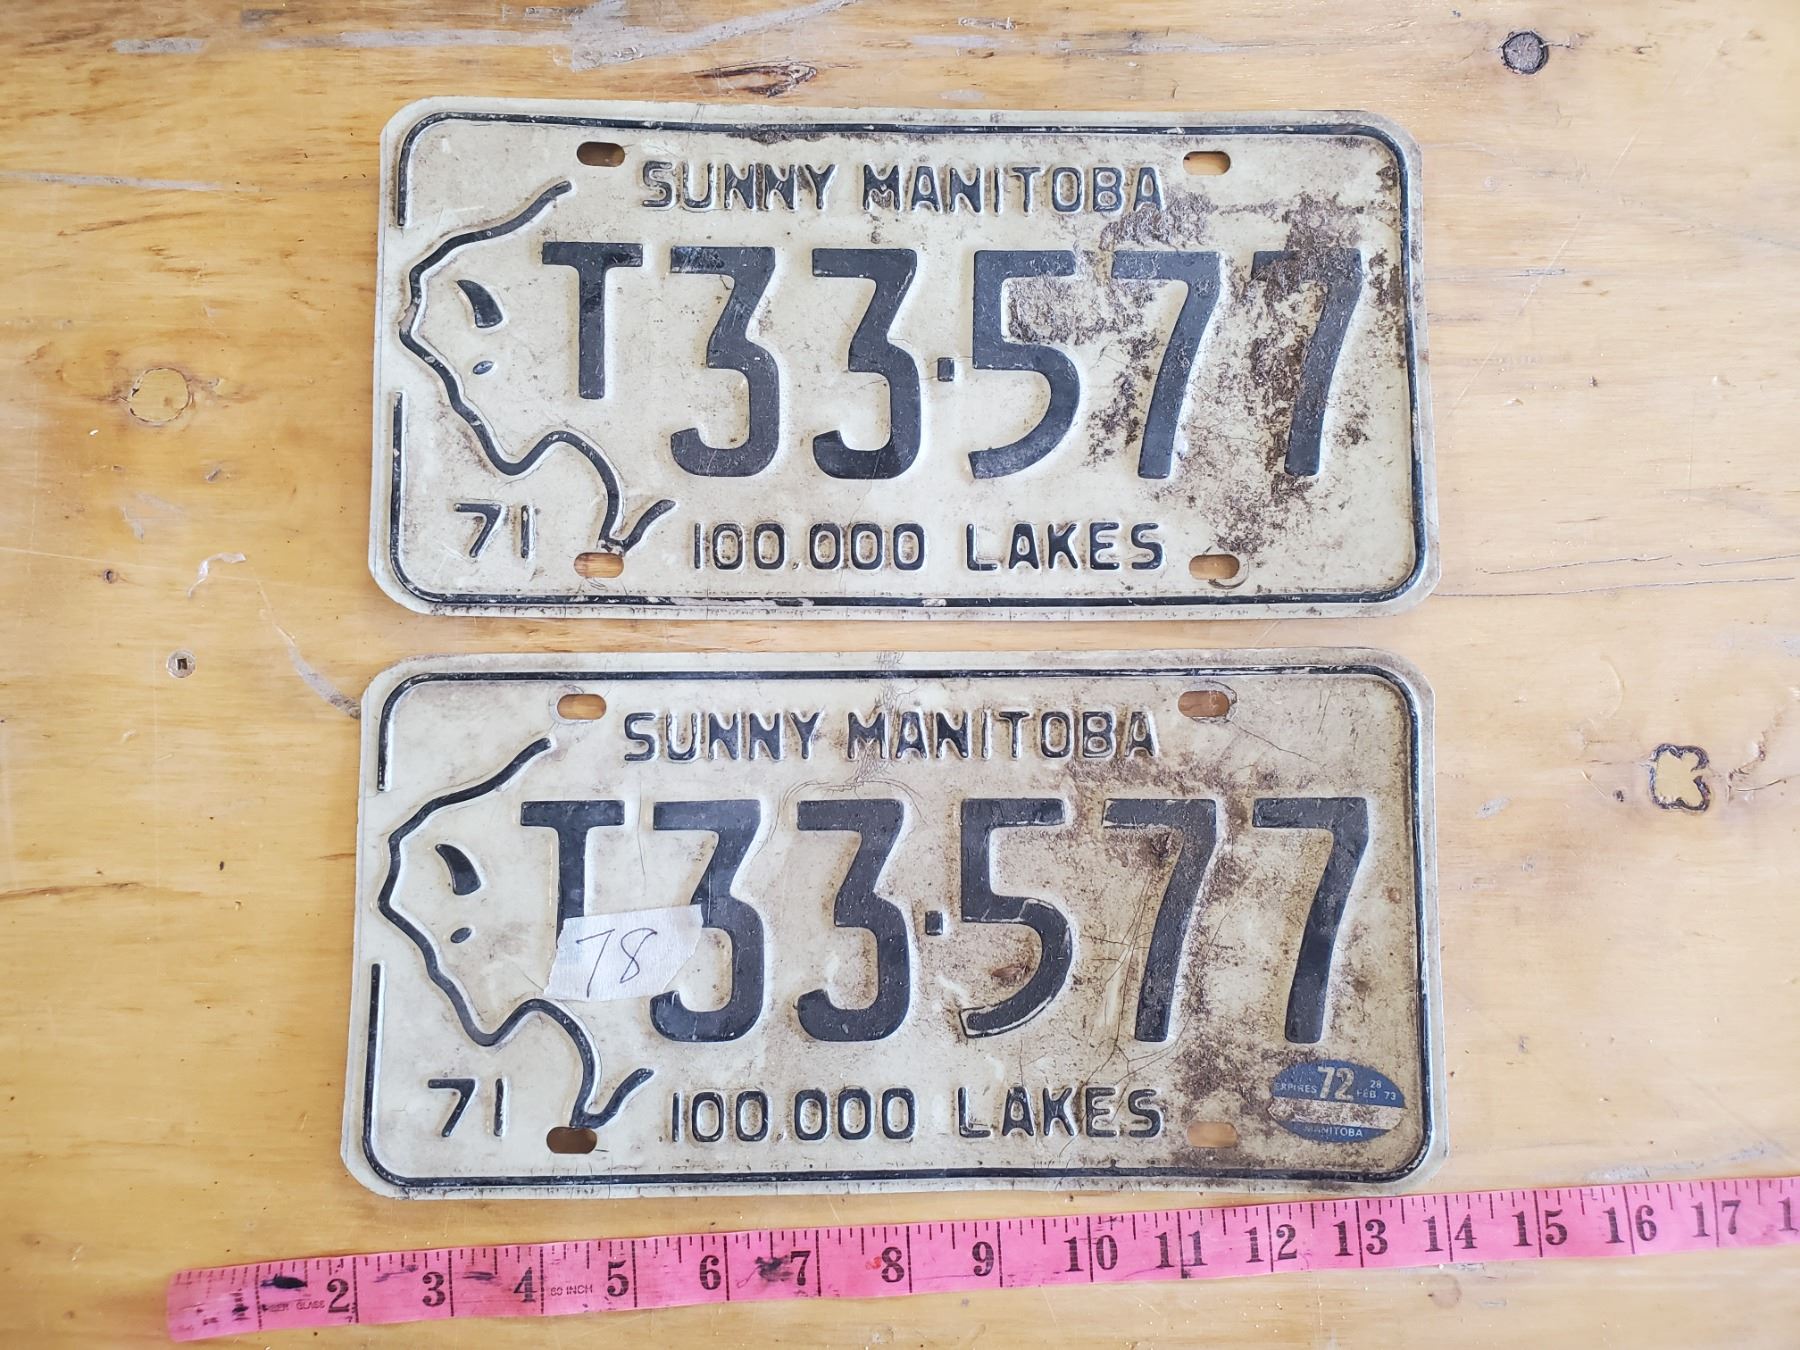 SUNNY MANITOBA
T33·577
71 100,000 LAKES
SUNNY MANITOBA
T33·577
78
EXPIRES 72 28 FEB 73
71 100.000 LAKES
MANITOBA
2 3 4 60 INCH 5 6 7 8 9 10 11 12 13 14 15 16 17